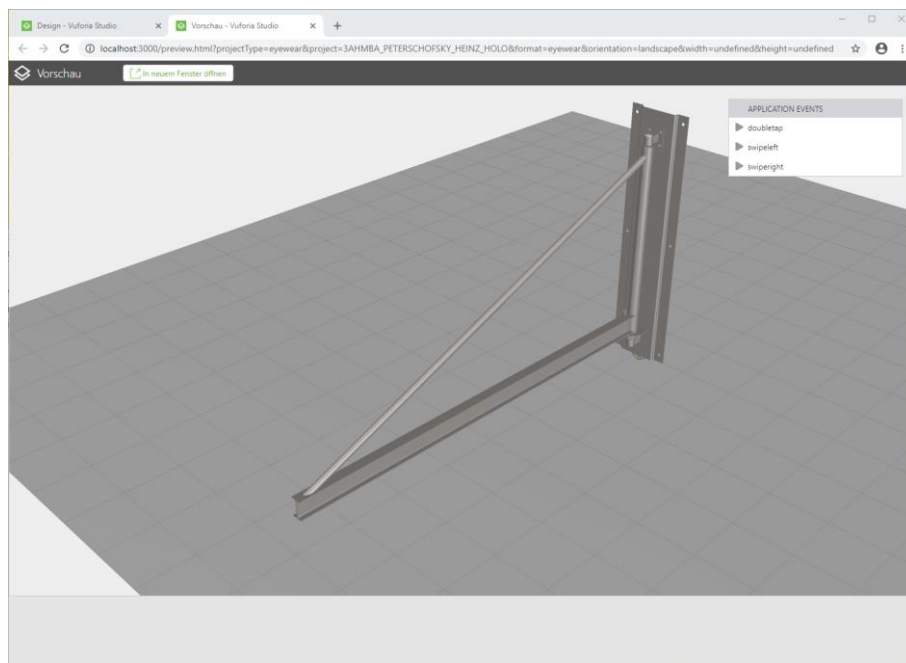 Design - Vuforia Studio
Vorschau - Vuforia Studio
localhost:3000/preview.html?projectType=eyewear&project=3AHMBA_PETERSCHOFSKY_HEINZ_HOLO&format=eyewear&orientation=landscape&width=undefined&height=undefined
Vorschau
In neuem Fenster öffnen
APPLICATION EVENTS
doubletap
swipeleft
swiperight